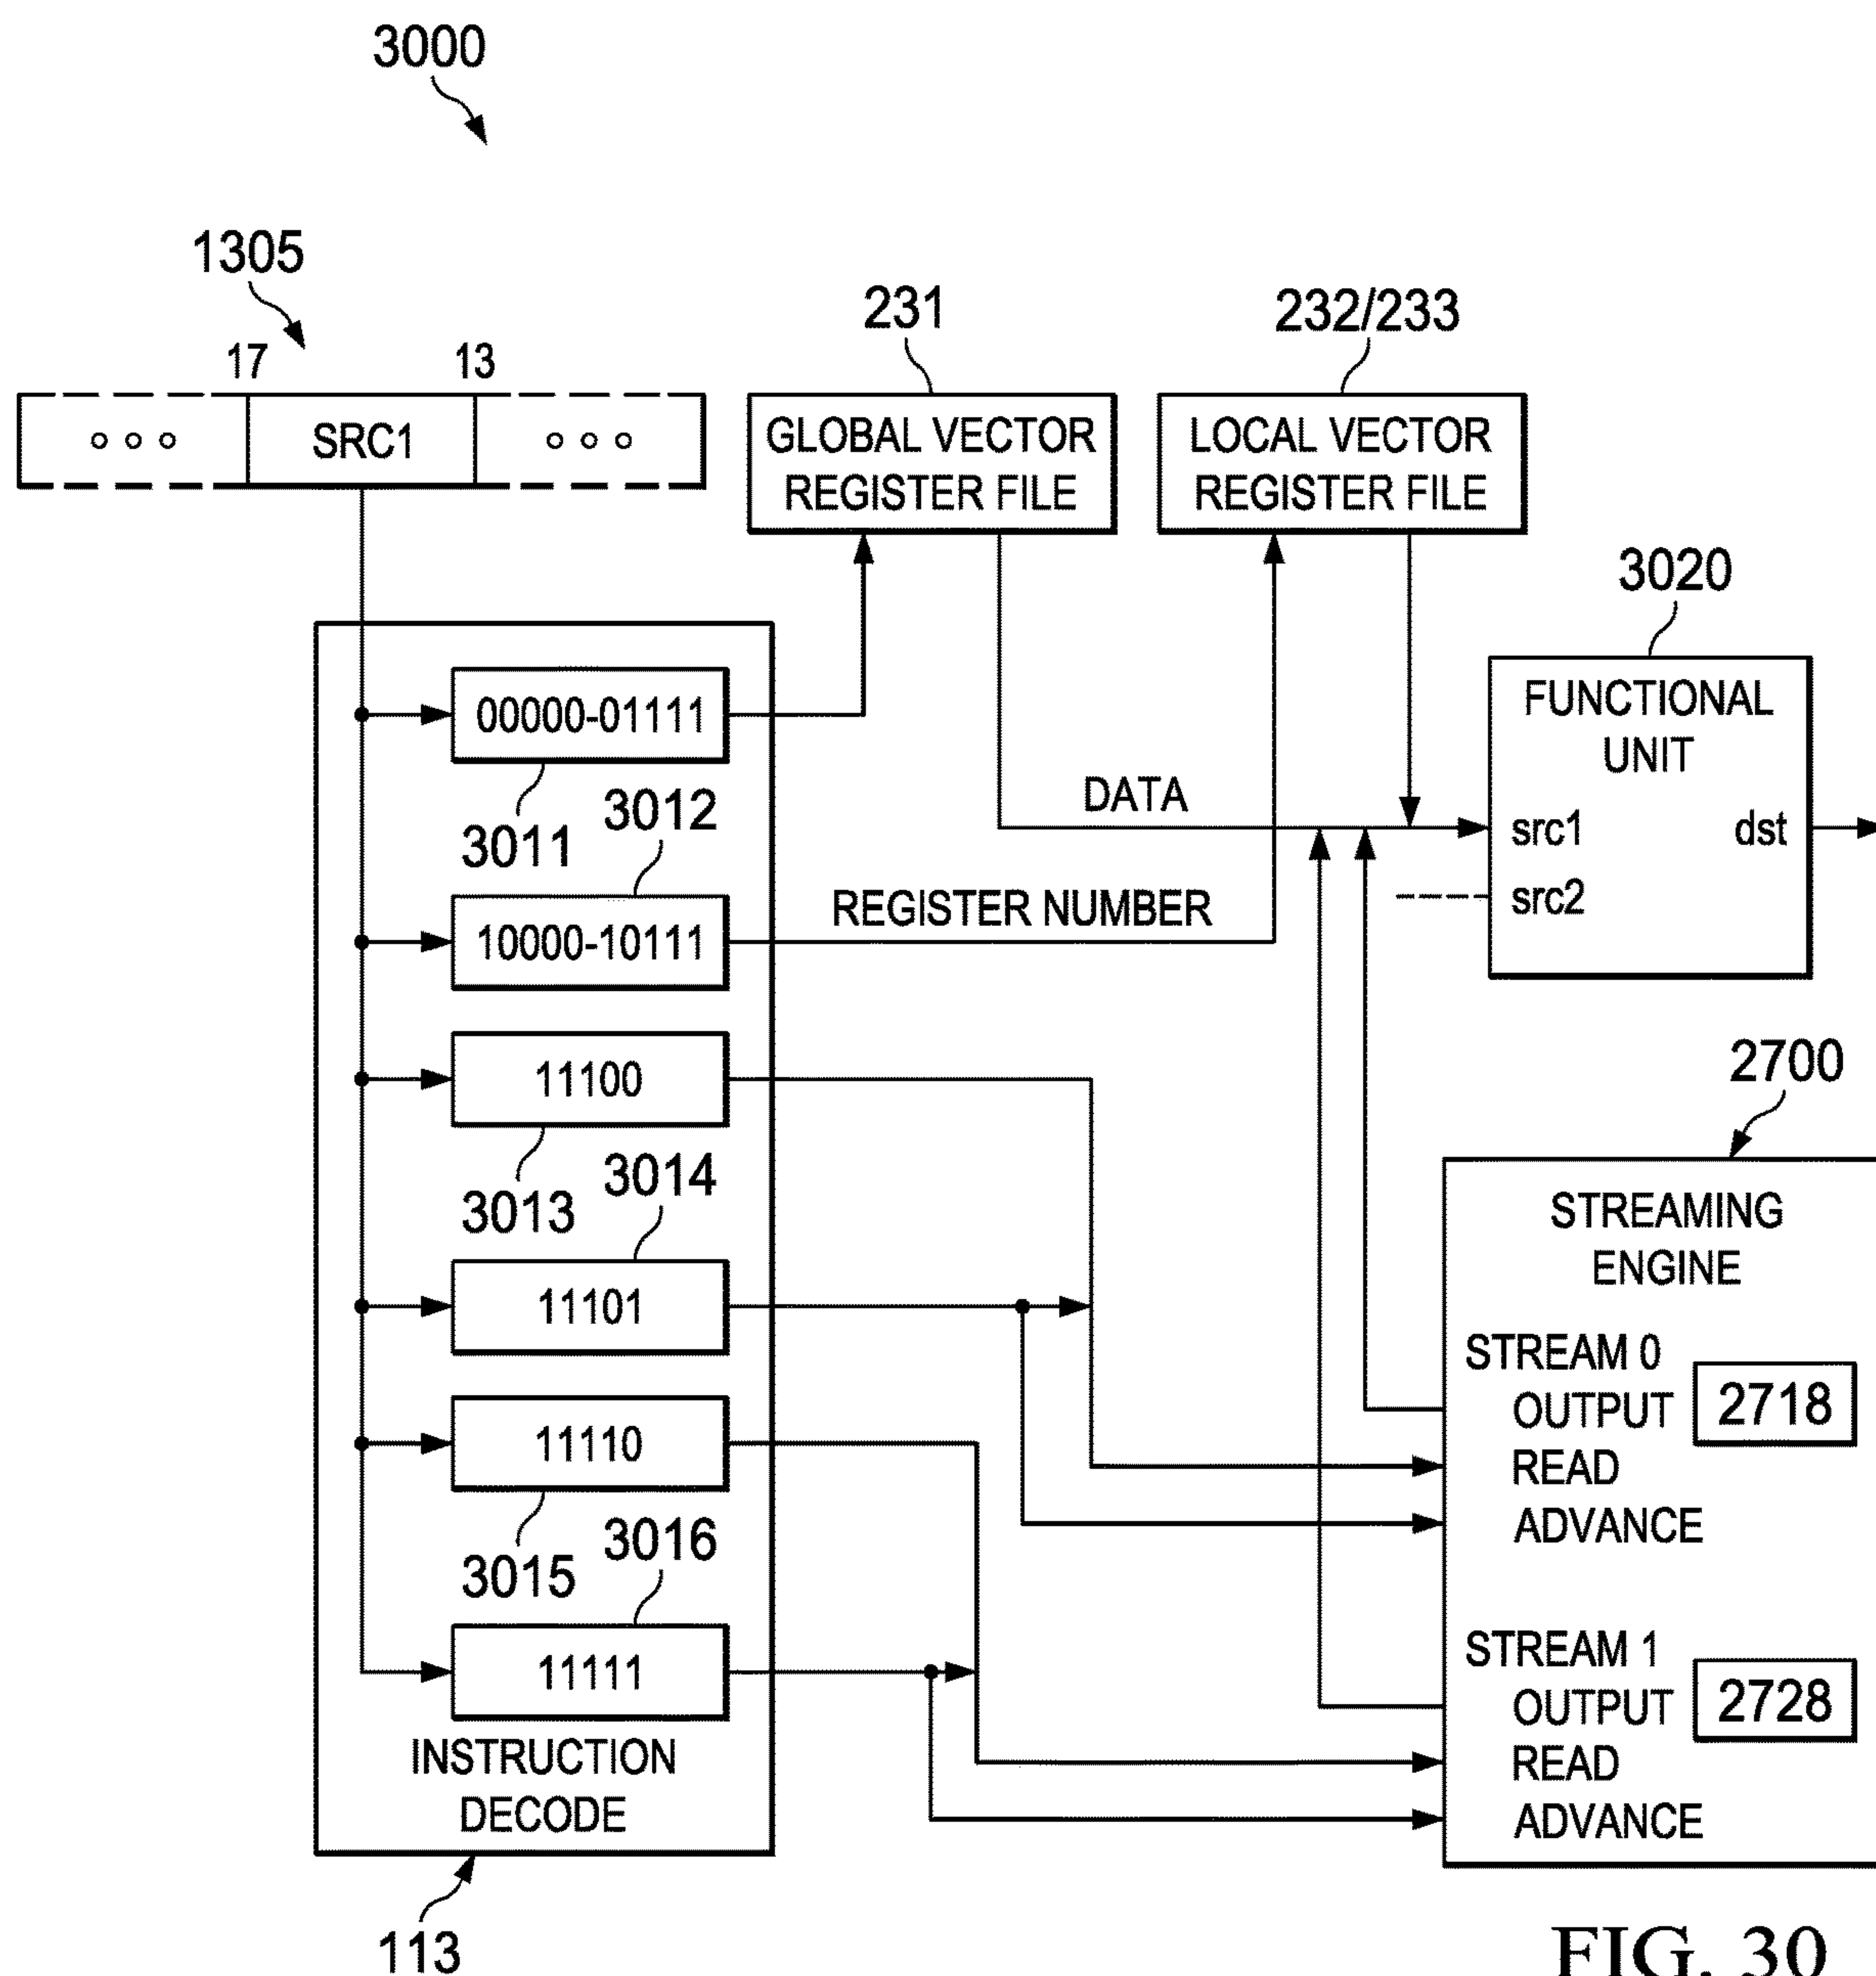 3000
1305
17
13
SRC1
231
GLOBAL VECTOR
REGISTER FILE
232/233
LOCAL VECTOR
REGISTER FILE
3020
FUNCTIONAL
UNIT
src1
dst
src2
DATA
REGISTER NUMBER
00000-01111
3011
3012
10000-10111
11100
3013
3014
11101
11110
3015
3016
11111
INSTRUCTION
DECODE
113
2700
STREAMING
ENGINE
STREAM 0
OUTPUT
2718
READ
ADVANCE
STREAM 1
OUTPUT
2728
READ
ADVANCE
FIG. 30